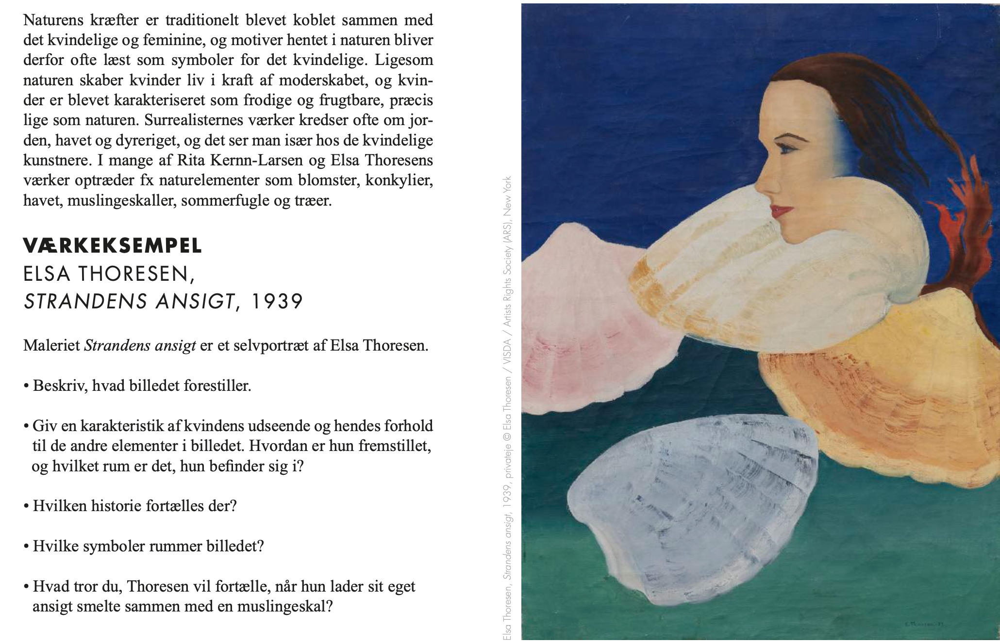 Naturens kræfter er traditionelt blevet koblet sammen med
det kvindelige og feminine, og motiver hentet i naturen bliver
derfor ofte læst som symboler for det kvindelige. Ligesom
naturen skaber kvinder liv i kraft af moderskabet, og kvin-
der er blevet karakteriseret som frodige og frugtbare, præcis
lige som naturen. Surrealisternes værker kredser ofte om jor-
den, havet og dyreriget, og det ser man især hos de kvindelige
kunstnere. I mange af Rita Kernn-Larsen og Elsa Thoresens
værker optræder fx naturelementer som blomster, konkylier,
havet, muslingeskaller, sommerfugle og træer.
VÆRKEKSEMPEL
ELSA THORESEN,
STRANDENS ANSIGT, 1939
Maleriet Strandens ansigt er et selvportræt af Elsa Thoresen.
• Beskriv, hvad billedet forestiller.
• Giv en karakteristik af kvindens udseende og hendes forhold
til de andre elementer i billedet. Hvordan er hun fremstillet,
og hvilket rum er det, hun befinder sig i?
• Hvilken historie fortælles der?
• Hvilke symboler rummer billedet?
• Hvad tror du, Thoresen vil fortælle, når hun lader sit eget
ansigt smelte sammen med en muslingeskal?
Elsa Thoresen, Strandens ansigt, 1939, privateje © Elsa Thoresen / VISDA / Artists Rights Society (ARS), New York